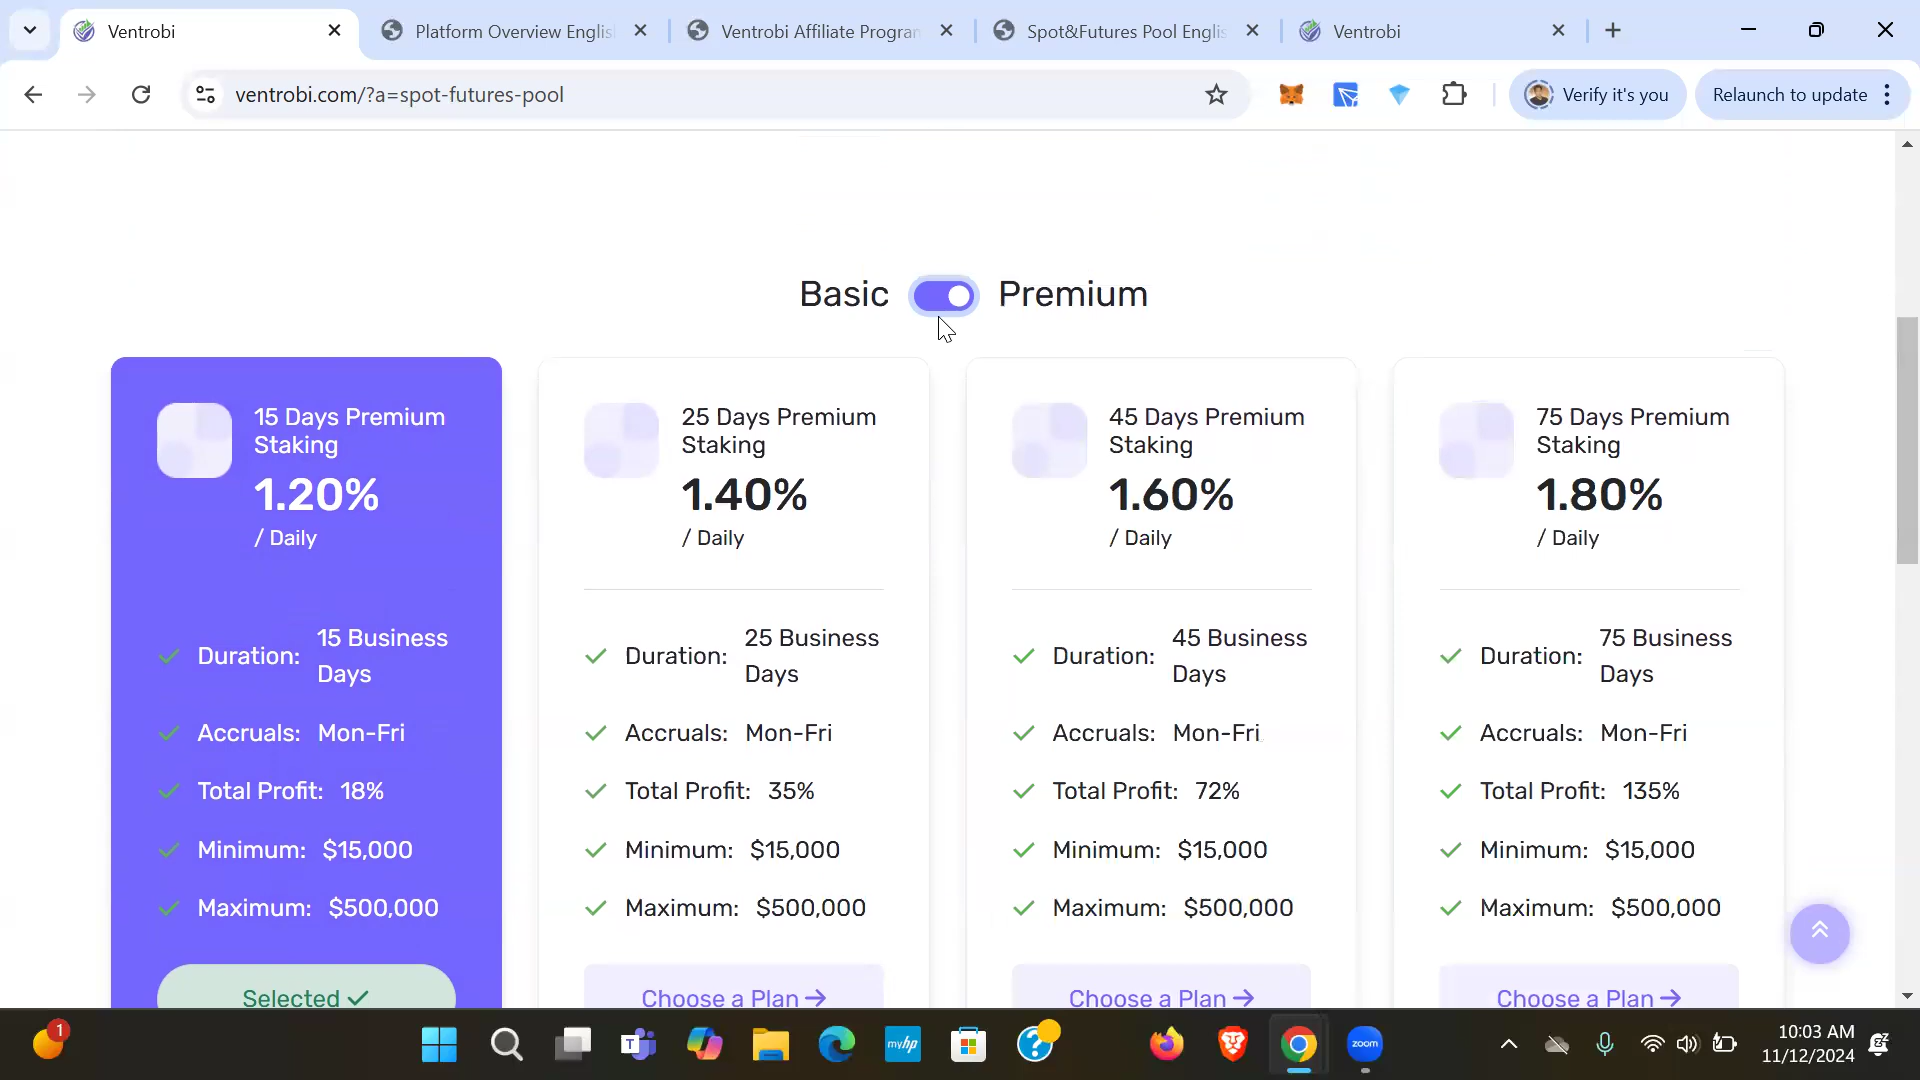 Ventrobi
Platform Overview Englis
Ventrobi Affiliate Program
Spot&Futures Pool Englis
Ventrobi
ventrobi.com/?a=spot-futures-pool
Verify it's you
Relaunch to update
Basic
Premium
15 Days Premium
Staking
1.20%
/ Daily
Duration:
15 Business
Days
Accruals: Mon-Fri
Total Profit: 18%
Minimum: $15,000
Maximum: $500,000
Selected
25 Days Premium
Staking
1.40%
/ Daily
Duration:
25 Business
Days
Accruals: Mon-Fri
Total Profit: 35%
Minimum: $15,000
Maximum: $500,000
Choose a Plan
45 Days Premium
Staking
1.60%
/ Daily
Duration:
45 Business
Days
Accruals: Mon-Fri
Total Profit: 72%
Minimum: $15,000
Maximum: $500,000
Choose a Plan
75 Days Premium
Staking
1.80%
/ Daily
Duration:
75 Business
Days
Accruals: Mon-Fri
Total Profit: 135%
Minimum: $15,000
Maximum: $500,000
Choose a Plan
1
T
myhp
?
zoom
10:03 AM
11/12/2024